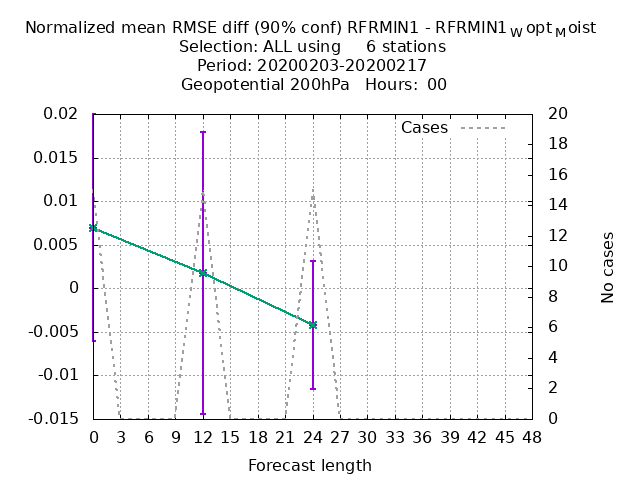 Normalized mean RMSE diff (90% conf) RFRMIN1 - RFRMIN1WoptMoist
Selection: ALL using     6 stations
Period: 20200203-20200217
Geopotential 200hPa   Hours:  00
0.02
0.015
0.01
0.005
0
-0.005
-0.01
-0.015
20
18
16
14
12
10
8
6
4
2
0
Cases
No cases
0 3 6 9 12 15 18 21 24 27 30 33 36 39 42 45 48
Forecast length